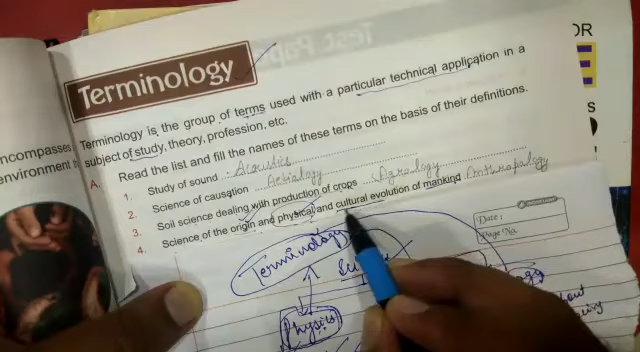 OR
Test Pape
Terminology
Terminology is the group of terms used with a particular technical application in a
subject of study, theory, profession, etc.
ncompasses
environment
A. Read the list and fill the names of these terms on the basis of their definitions.
1. Study of sound Acoustics
2. Science of causation Aetiology
3. Soil science dealing with production of crops Agrology
4. Science of the origin and physical and cultural evolution of mankind Anthropology
Date :
Page No.
Terminology
Physics